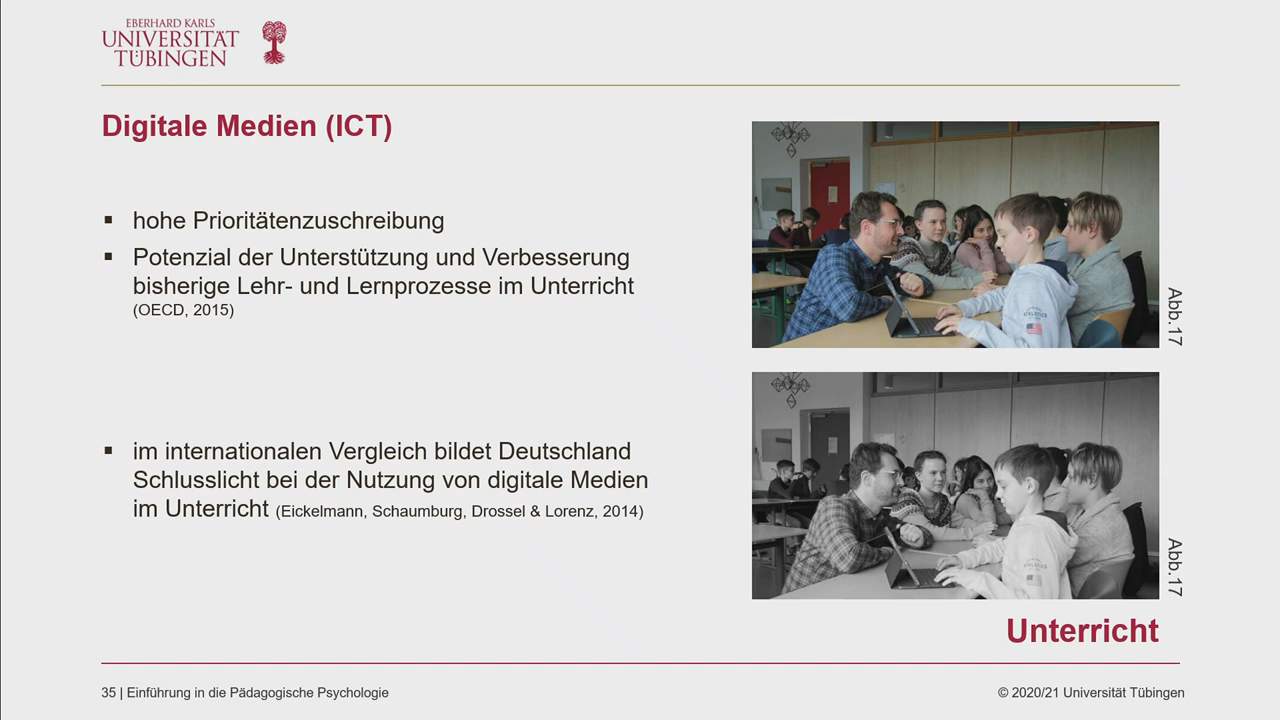 EBERHARD KARLS
UNIVERSITÄT
TÜBINGEN
Digitale Medien (ICT)
▪ hohe Prioritätenzuschreibung
▪ Potenzial der Unterstützung und Verbesserung
bisherige Lehr- und Lernprozesse im Unterricht
(OECD, 2015)
▪ im internationalen Vergleich bildet Deutschland
Schlusslicht bei der Nutzung von digitale Medien
im Unterricht (Eickelmann, Schaumburg, Drossel & Lorenz, 2014)
Abb.17
Abb.17
Unterricht
35 | Einführung in die Pädagogische Psychologie
© 2020/21 Universität Tübingen